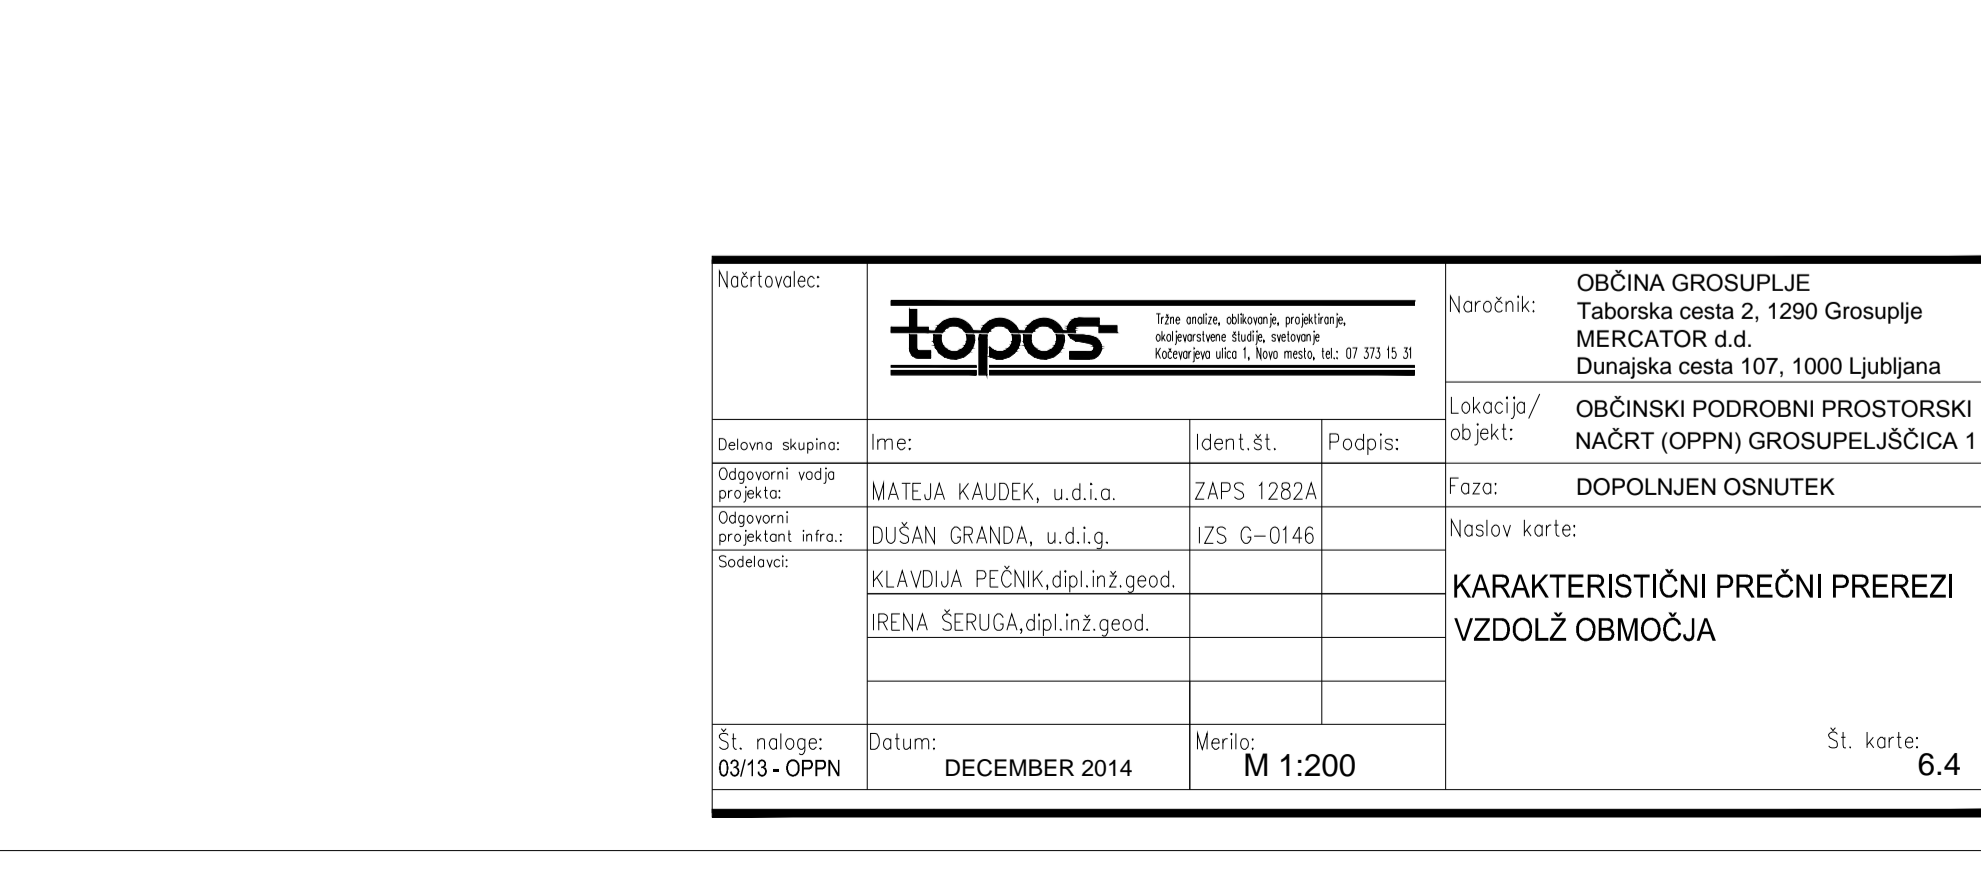 Načrtovalec:
topos
Tržne analize, oblikovanje, projektiranje,
okoljevarstvene študije, svetovanje
Kočevarjeva ulica 1, Novo mesto, tel.: 07 373 15 31
Naročnik:
OBČINA GROSUPLJE
Taborska cesta 2, 1290 Grosuplje
MERCATOR d.d.
Dunajska cesta 107, 1000 Ljubljana
Lokacija/
objekt:
OBČINSKI PODROBNI PROSTORSKI
NAČRT (OPPN) GROSUPELJŠČICA 1
Delovna skupina: Ime: Ident.št. Podpis:
Odgovorni vodja
projekta:
MATEJA KAUDEK, u.d.i.a. ZAPS 1282A
Faza: DOPOLNJEN OSNUTEK
Odgovorni
projektant infra.:
DUŠAN GRANDA, u.d.i.g. IZS G-0146
Sodelavci:
KLAVDIJA PEČNIK,dipl.inž.geod.
IRENA ŠERUGA,dipl.inž.geod.
Naslov karte:
KARAKTERISTIČNI PREČNI PREREZI
VZDOLŽ OBMOČJA
Št. naloge:
03/13 - OPPN
Datum:
DECEMBER 2014
Merilo:
M 1:200
Št. karte:
6.4